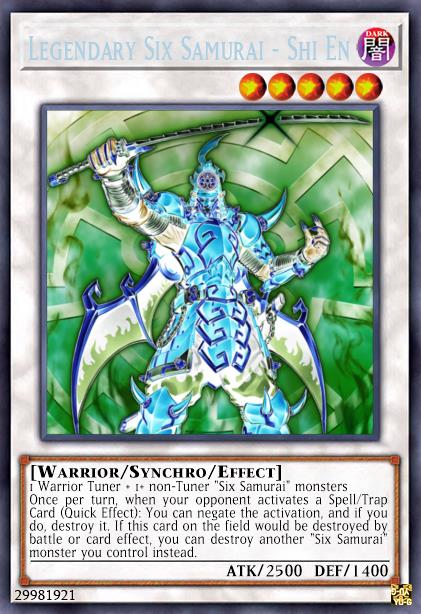 Legendary Six Samurai - Shi En
DARK
闇
[Warrior/Synchro/Effect]
1 Warrior Tuner + 1+ non-Tuner "Six Samurai" monsters
Once per turn, when your opponent activates a Spell/Trap
Card (Quick Effect): You can negate the activation, and if you
do, destroy it. If this card on the field would be destroyed by
battle or card effect, you can destroy another "Six Samurai"
monster you control instead.
ATK/2500 DEF/1400
29981921